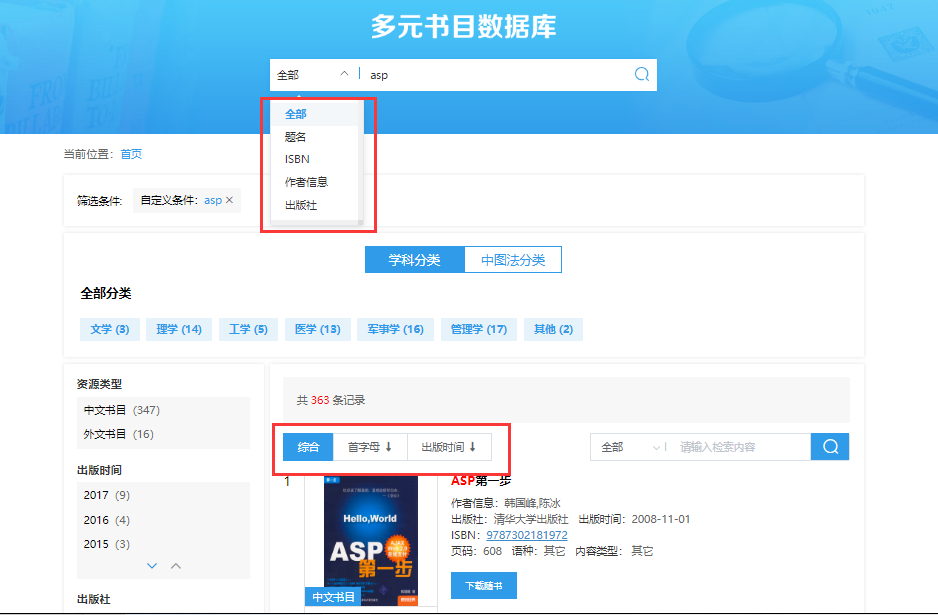 多元书目数据库
全部 asp
全部
题名
ISBN
作者信息
出版社
当前位置：首页
筛选条件: 自定义条件：asp ×
学科分类 中图法分类
全部分类
文学 (3) 理学 (14) 工学 (5) 医学 (13) 军事学 (16) 管理学 (17) 其他 (2)
资源类型
中文书目 (347)
外文书目 (16)
出版时间
2017 (9)
2016 (4)
2015 (3)
出版社
共 363 条记录
综合 首字母 ↓ 出版时间 ↓
全部 请输入检索内容
1
Hello,World
ASP
第一步
中文书目
ASP第一步
作者信息：韩国峰,陈冰
出版社：清华大学出版社 出版时间：2008-11-01
ISBN：9787302181972
页码：608 语种：其它 内容类型：其它
下载随书